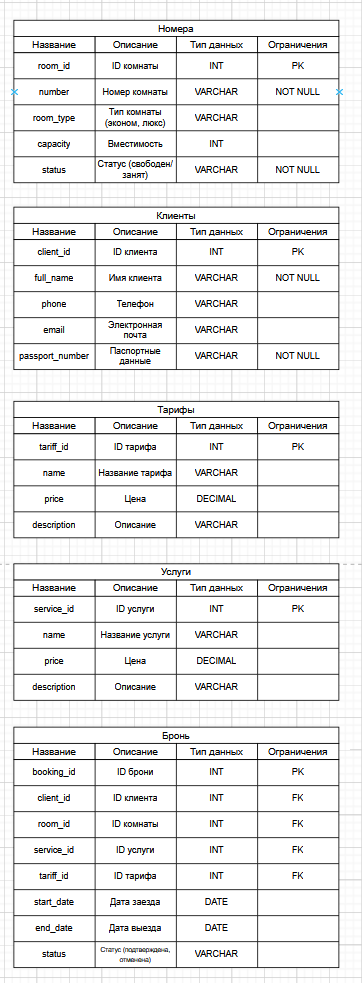 Номера
Название Описание Тип данных Ограничения
room_id ID комнаты INT PK
number Номер комнаты VARCHAR NOT NULL
room_type Тип комнаты (эконом, люкс) VARCHAR
capacity Вместимость INT
status Статус (свободен/занят) VARCHAR NOT NULL
Клиенты
Название Описание Тип данных Ограничения
client_id ID клиента INT PK
full_name Имя клиента VARCHAR NOT NULL
phone Телефон VARCHAR
email Электронная почта VARCHAR
passport_number Паспортные данные VARCHAR NOT NULL
Тарифы
Название Описание Тип данных Ограничения
tariff_id ID тарифа INT PK
name Название тарифа VARCHAR
price Цена DECIMAL
description Описание VARCHAR
Услуги
Название Описание Тип данных Ограничения
service_id ID услуги INT PK
name Название услуги VARCHAR
price Цена DECIMAL
description Описание VARCHAR
Бронь
Название Описание Тип данных Ограничения
booking_id ID брони INT PK
client_id ID клиента INT FK
room_id ID комнаты INT FK
service_id ID услуги INT FK
tariff_id ID тарифа INT FK
start_date Дата заезда DATE
end_date Дата выезда DATE
status Статус (подтверждена, отменена) VARCHAR